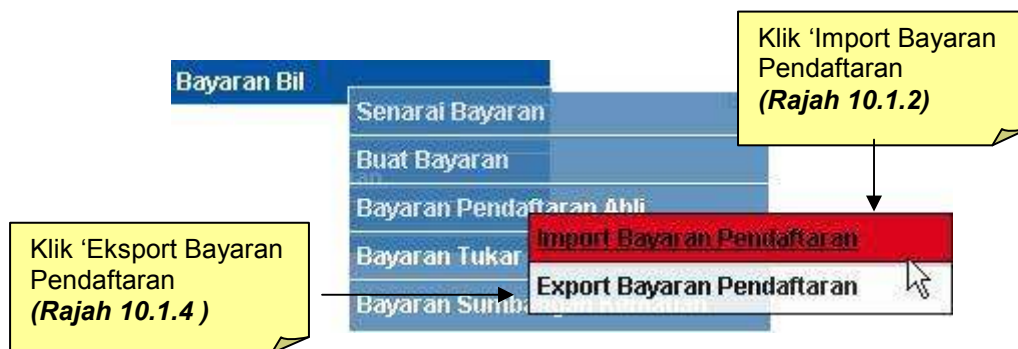 Klik ‘Import Bayaran
Pendaftaran
(Rajah 10.1.2)
Bayaran Bil
Senarai Bayaran
Buat Bayaran
Bayaran Pendaftaran Ahli
Bayaran Tukar
Bayaran Sumbangan
Import Bayaran Pendaftaran
Export Bayaran Pendaftaran
Klik ‘Eksport Bayaran
Pendaftaran
(Rajah 10.1.4 )